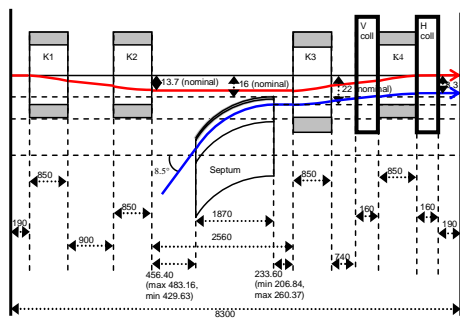 V
coll
H
coll
K1
K2
K3
K4
13.7 (nominal)
16 (nominal)
22 (nominal)
8.5°
Septum
850
850
850
850
190
900
1870
2560
160
160
740
190
456.40
(max 483.16,
min 429.63)
233.60
(min 206.84,
max 260.37)
8300